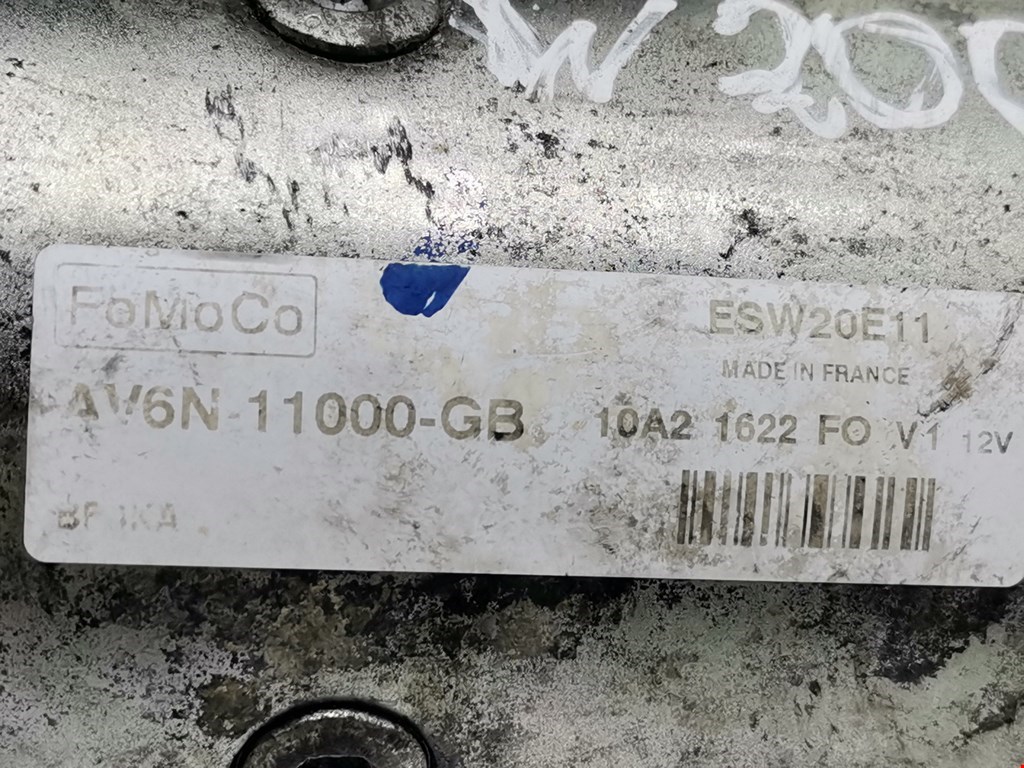 FoMoCo
ESW20E11
MADE IN FRANCE
AV6N-11000-GB
10A2 1622 FO V1 12V